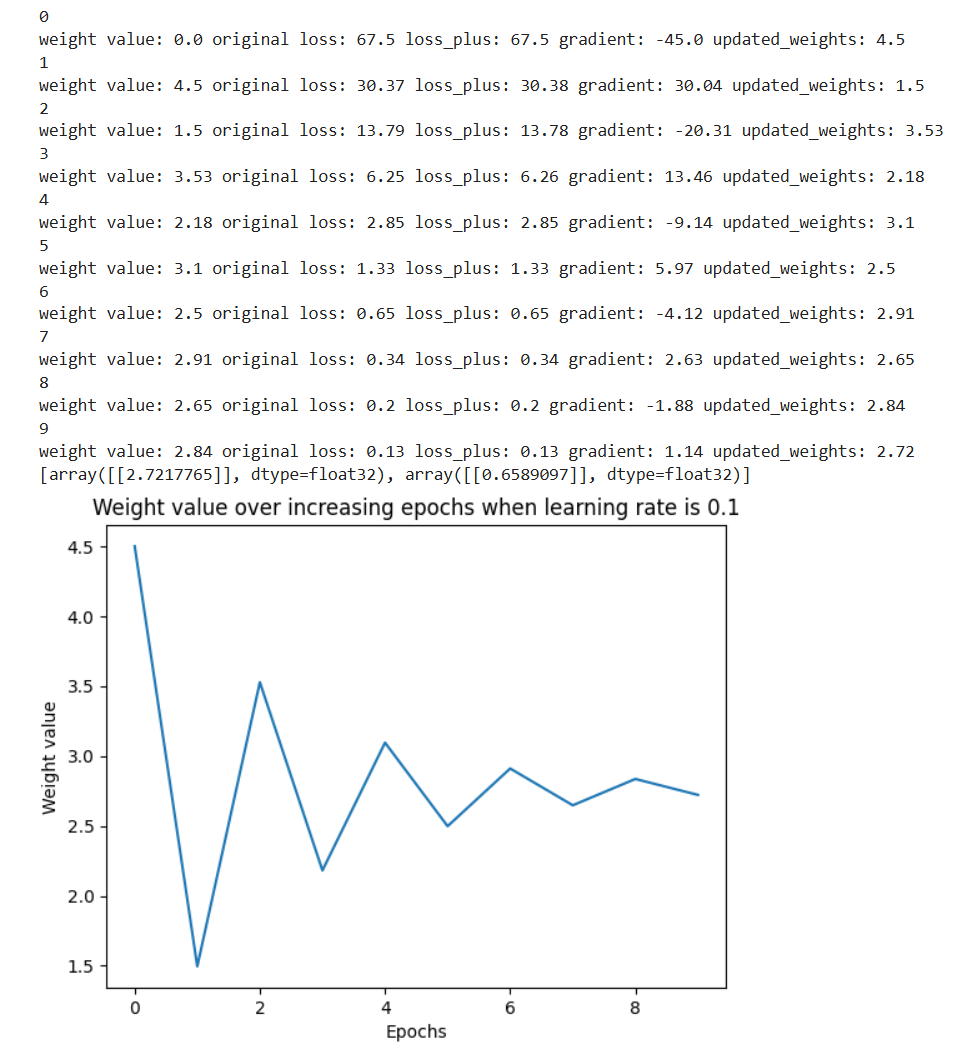 0
weight value: 0.0 original loss: 67.5 loss_plus: 67.5 gradient: -45.0 updated_weights: 4.5
1
weight value: 4.5 original loss: 30.37 loss_plus: 30.38 gradient: 30.04 updated_weights: 1.5
2
weight value: 1.5 original loss: 13.79 loss_plus: 13.78 gradient: -20.31 updated_weights: 3.53
3
weight value: 3.53 original loss: 6.25 loss_plus: 6.26 gradient: 13.46 updated_weights: 2.18
4
weight value: 2.18 original loss: 2.85 loss_plus: 2.85 gradient: -9.14 updated_weights: 3.1
5
weight value: 3.1 original loss: 1.33 loss_plus: 1.33 gradient: 5.97 updated_weights: 2.5
6
weight value: 2.5 original loss: 0.65 loss_plus: 0.65 gradient: -4.12 updated_weights: 2.91
7
weight value: 2.91 original loss: 0.34 loss_plus: 0.34 gradient: 2.63 updated_weights: 2.65
8
weight value: 2.65 original loss: 0.2 loss_plus: 0.2 gradient: -1.88 updated_weights: 2.84
9
weight value: 2.84 original loss: 0.13 loss_plus: 0.13 gradient: 1.14 updated_weights: 2.72
[array([[2.7217765]], dtype=float32), array([[0.6589097]], dtype=float32)]
Weight value over increasing epochs when learning rate is 0.1
4.5
4.0
3.5
3.0
2.5
2.0
1.5
Weight value
0 2 4 6 8
Epochs